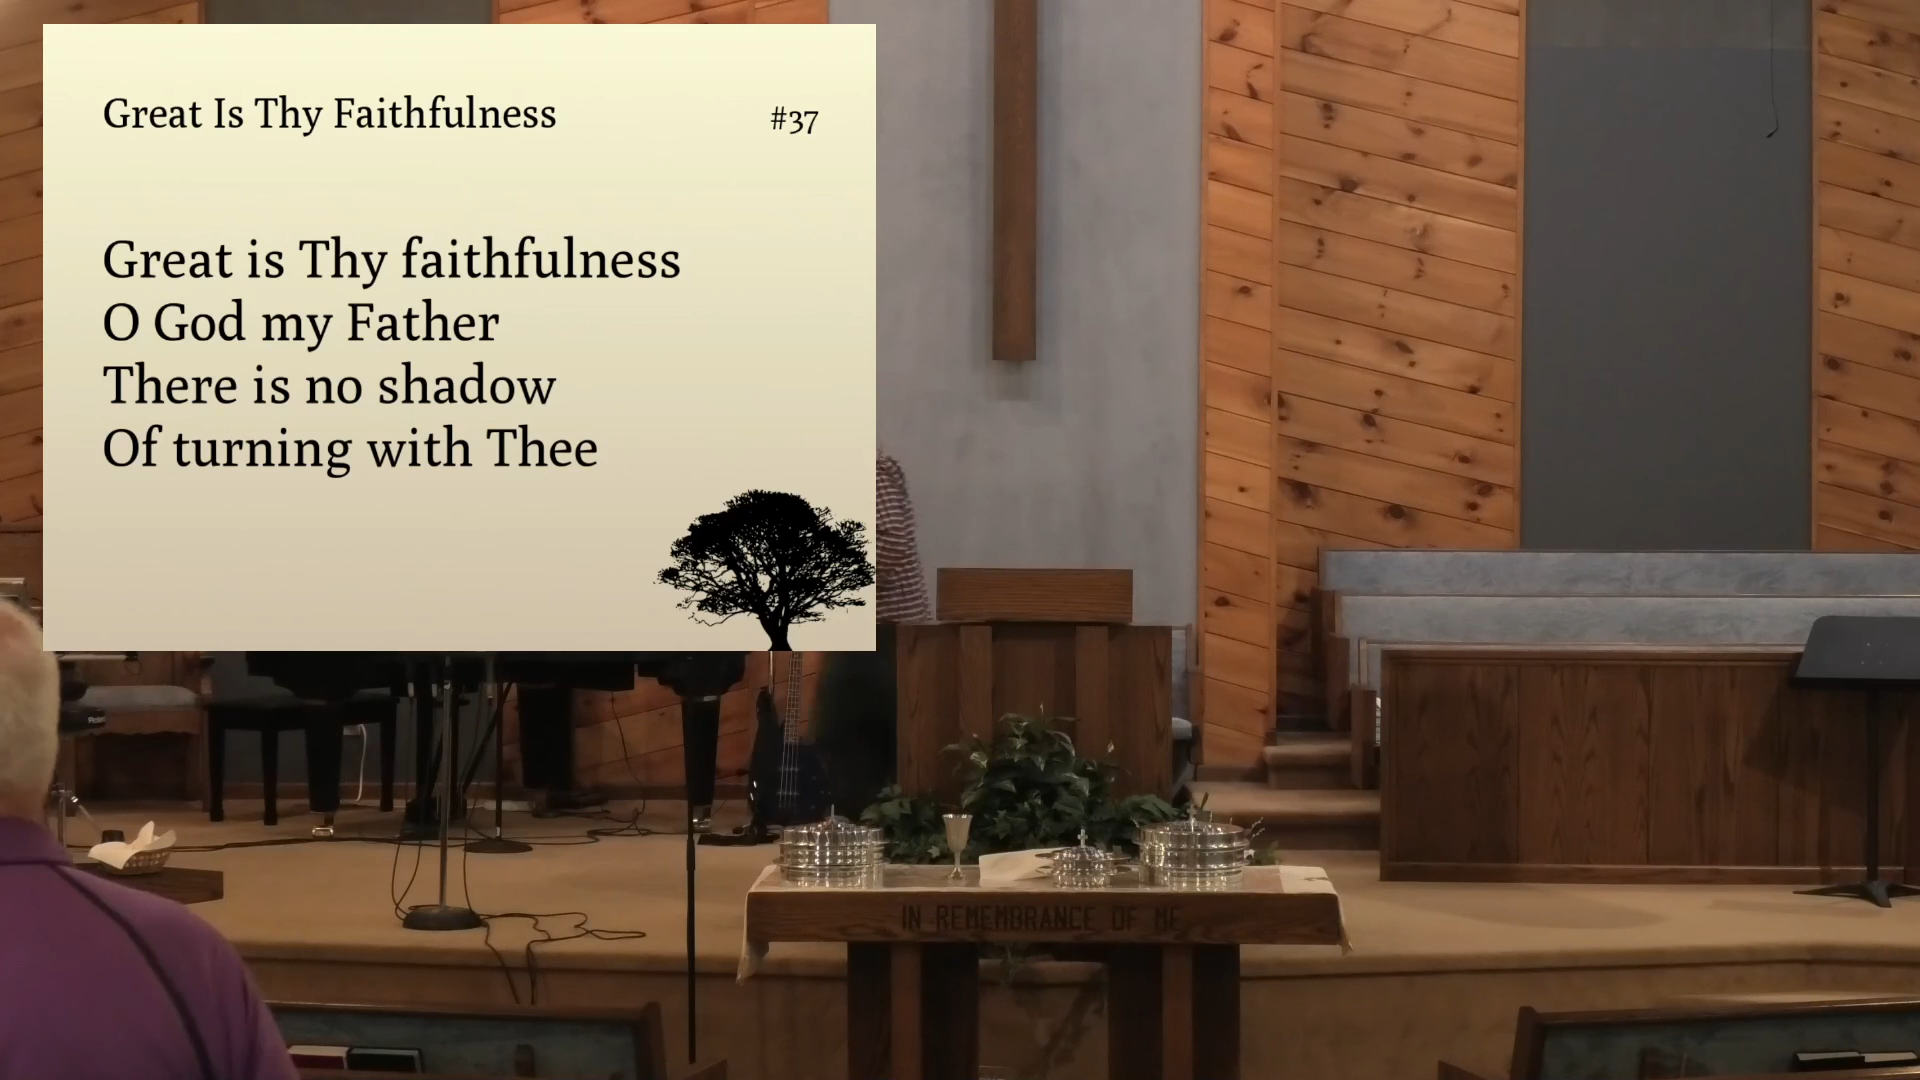 Great Is Thy Faithfulness
#37
Great is Thy faithfulness
O God my Father
There is no shadow
Of turning with Thee
Roland
IN REMEMBRANCE OF ME